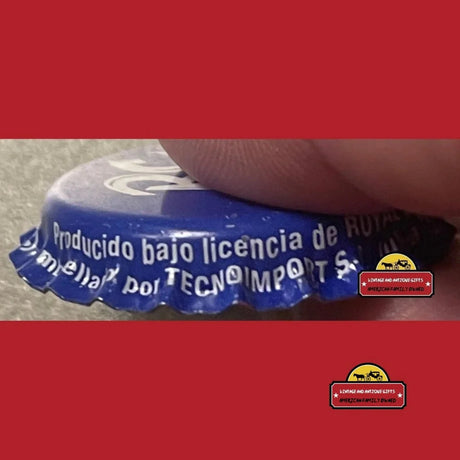 Producido bajo licencia de ROYAL
por TECNOIMPORT S.
VINTAGE AND ANTIQUE GIFTS
AMERICAN FAMILY OWNED
VINTAGE AND ANTIQUE GIFTS
AMERICAN FAMILY OWNED